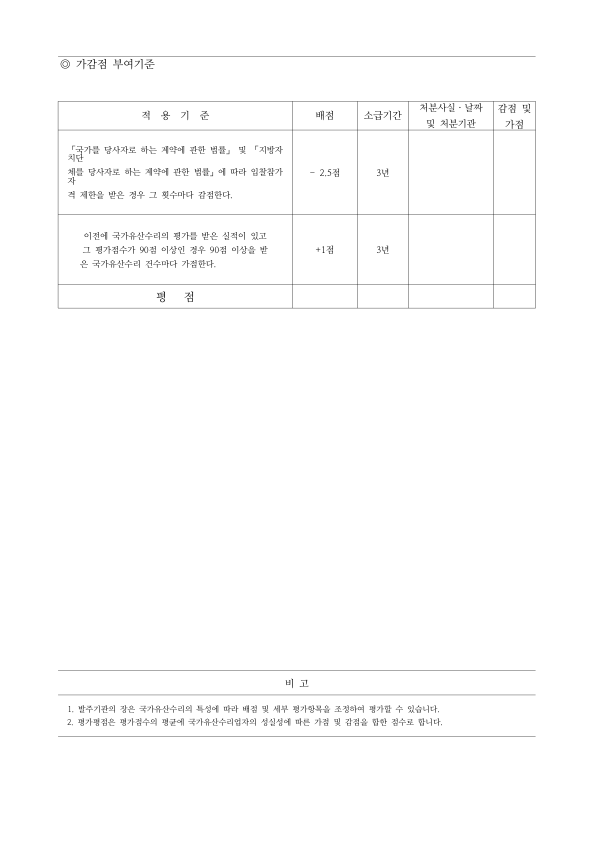 ◎ 가감점 부여기준
적 용 기 준
배점
소급기간
처분사실 · 날짜
및 처분기관
감점 및
가점
「국가를 당사자로 하는 계약에 관한 법률」 및 「지방자
치단
체를 당사자로 하는 계약에 관한 법률」에 따라 입찰참가
자
격 제한을 받은 경우 그 횟수마다 감점한다.
- 2.5점
3년
이전에 국가유산수리의 평가를 받은 실적이 있고
그 평가점수가 90점 이상인 경우 90점 이상을 받
은 국가유산수리 건수마다 가점한다.
+1점
3년
평 점
비 고
1. 발주기관의 장은 국가유산수리의 특성에 따라 배점 및 세부 평가항목을 조정하여 평가할 수 있습니다.
2. 평가평점은 평가점수의 평균에 국가유산수리업자의 성실성에 따른 가점 및 감점을 합한 점수로 합니다.